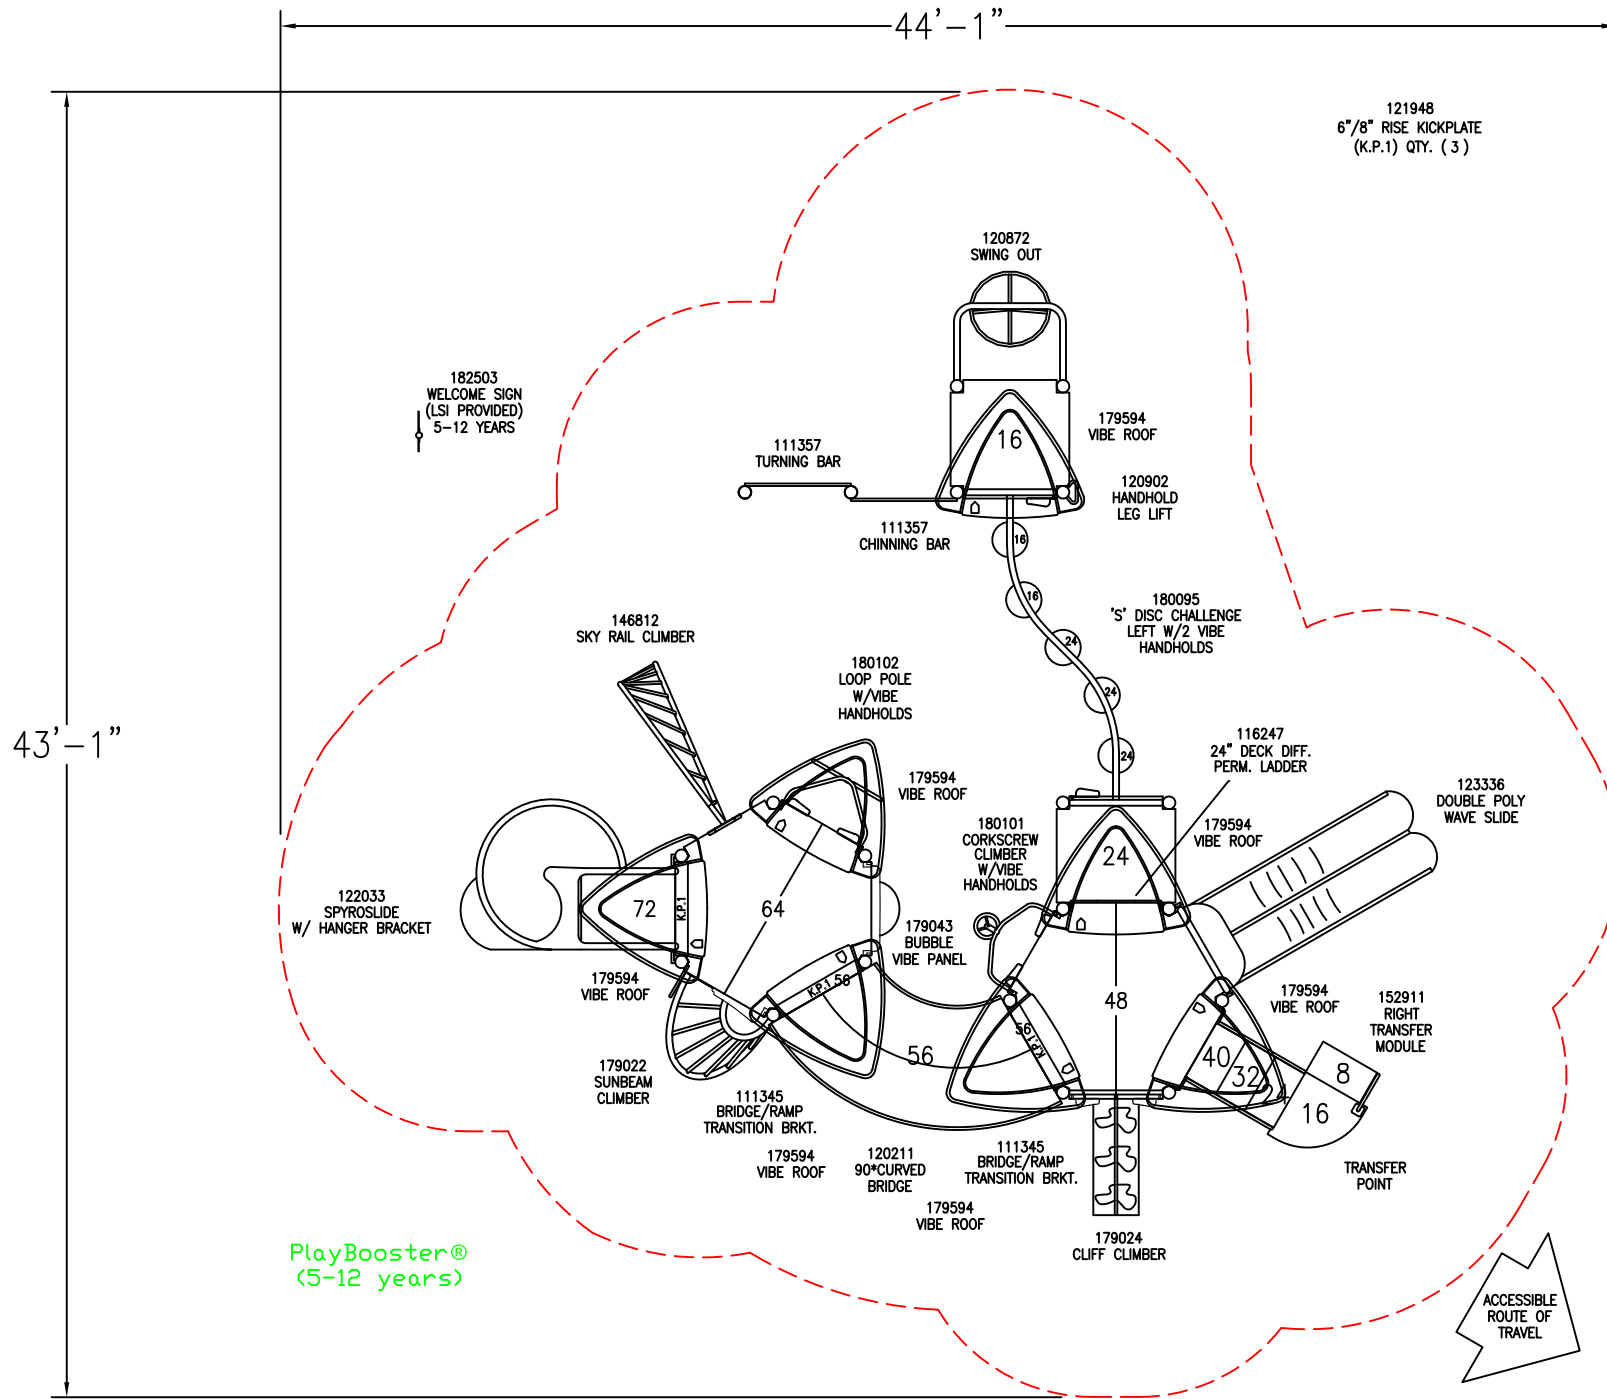 44'-1"
121948
6"/8" RISE KICKPLATE
(K.P.1) QTY. ( 3 )
120872
SWING OUT
182503
WELCOME SIGN
(LSI PROVIDED)
5-12 YEARS
179594
VIBE ROOF
16
111357
TURNING BAR
120902
HANDHOLD
LEG LIFT
111357
CHINNING BAR
16
16
24
24
24
180095
'S' DISC CHALLENGE
LEFT W/2 VIBE
HANDHOLDS
146812
SKY RAIL CLIMBER
180102
LOOP POLE
W/VIBE
HANDHOLDS
43'-1"
116247
24" DECK DIFF.
PERM. LADDER
179594
VIBE ROOF
123336
DOUBLE POLY
WAVE SLIDE
179594
VIBE ROOF
180101
CORKSCREW
CLIMBER
W/VIBE
HANDHOLDS
24
122033
SPYROSLIDE
W/ HANGER BRACKET
72
K.P.1
64
179043
BUBBLE
VIBE PANEL
179594
VIBE ROOF
K.P.1
56
48
179594
VIBE ROOF
152911
RIGHT
TRANSFER
MODULE
56
K.P.1
56
40
32
8
16
179022
SUNBEAM
CLIMBER
111345
BRIDGE/RAMP
TRANSITION BRKT.
179594
VIBE ROOF
120211
90*CURVED
BRIDGE
111345
BRIDGE/RAMP
TRANSITION BRKT.
179594
VIBE ROOF
TRANSFER
POINT
179024
CLIFF CLIMBER
PlayBooster®
(5-12 years)
ACCESSIBLE
ROUTE OF
TRAVEL